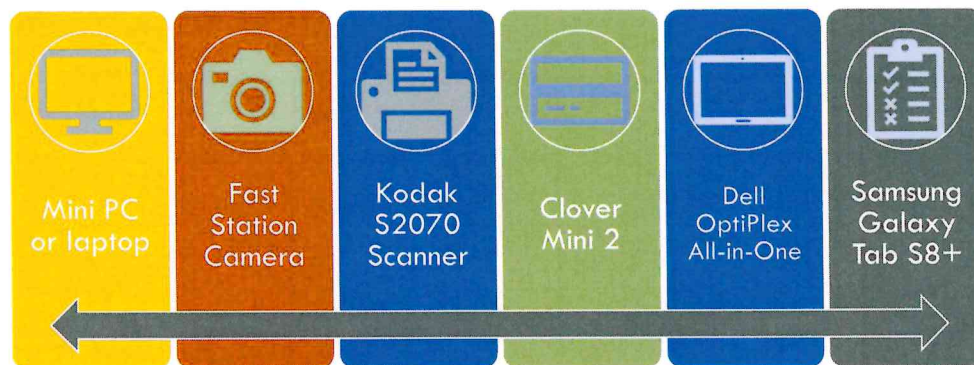 Mini PC
or laptop
Fast
Station
Camera
Kodak
S2070
Scanner
Clover
Mini 2
Dell
OptiPlex
All-in-One
Samsung
Galaxy
Tab S8+